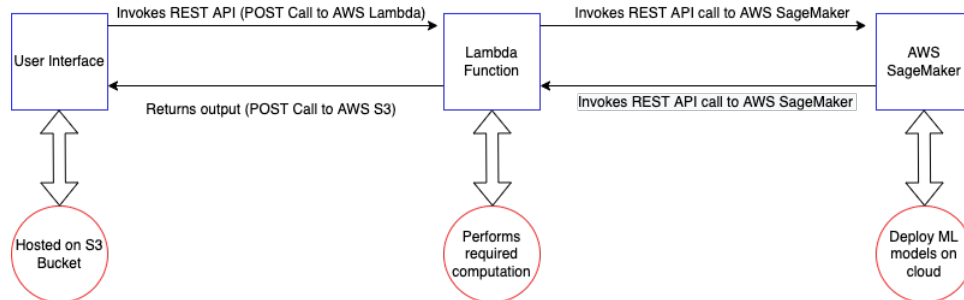 Invokes REST API (POST Call to AWS Lambda)
Invokes REST API call to AWS SageMaker
User Interface
Lambda
Function
AWS
SageMaker
Returns output (POST Call to AWS S3)
Invokes REST API call to AWS SageMaker
Hosted on S3
Bucket
Performs
required
computation
Deploy ML
models on
cloud